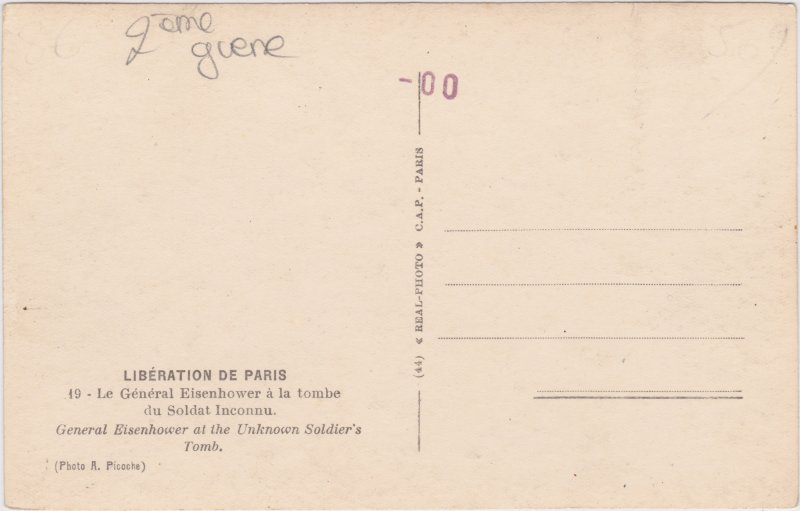 2ème
guerre
-00
(44) « REAL-PHOTO » C.A.P. - PARIS
LIBÉRATION DE PARIS
19 - Le Général Eisenhower à la tombe
du Soldat Inconnu.
General Eisenhower at the Unknown Soldier's
Tomb.
(Photo A. Picoche)